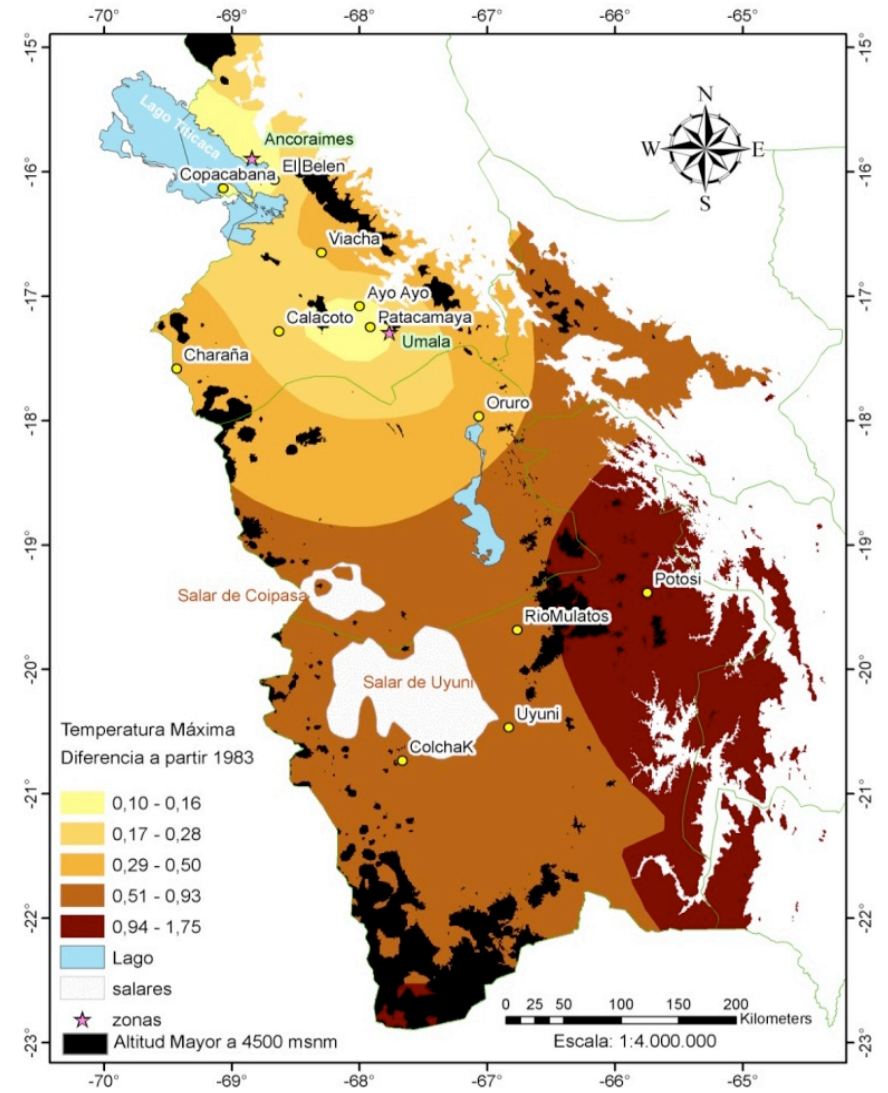 -70° -69° -68° -67° -66° -65°
-15° -15°
-16° -16°
-17° -17°
-18° -18°
-19° -19°
-20° -20°
-21° -21°
-22° -22°
-23° -23°
N
W E
S
Lago Titicaca
Ancoraimes
El Belen
Copacabana
Viacha
Ayo Ayo
Calacoto
Patacamaya
Umala
Charaña
Oruro
Potosi
Salar de Coipasa
RioMulatos
Salar de Uyuni
Uyuni
ColchaK
Temperatura Máxima
Diferencia a partir 1983
0,10 - 0,16
0,17 - 0,28
0,29 - 0,50
0,51 - 0,93
0,94 - 1,75
Lago
salares
zonas
Altitud Mayor a 4500 msnm
0 25 50 100 150 200
Kilometers
Escala: 1:4.000.000
-70° -69° -68° -67° -66° -65°